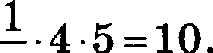 1 · 4 · 5 = 10.